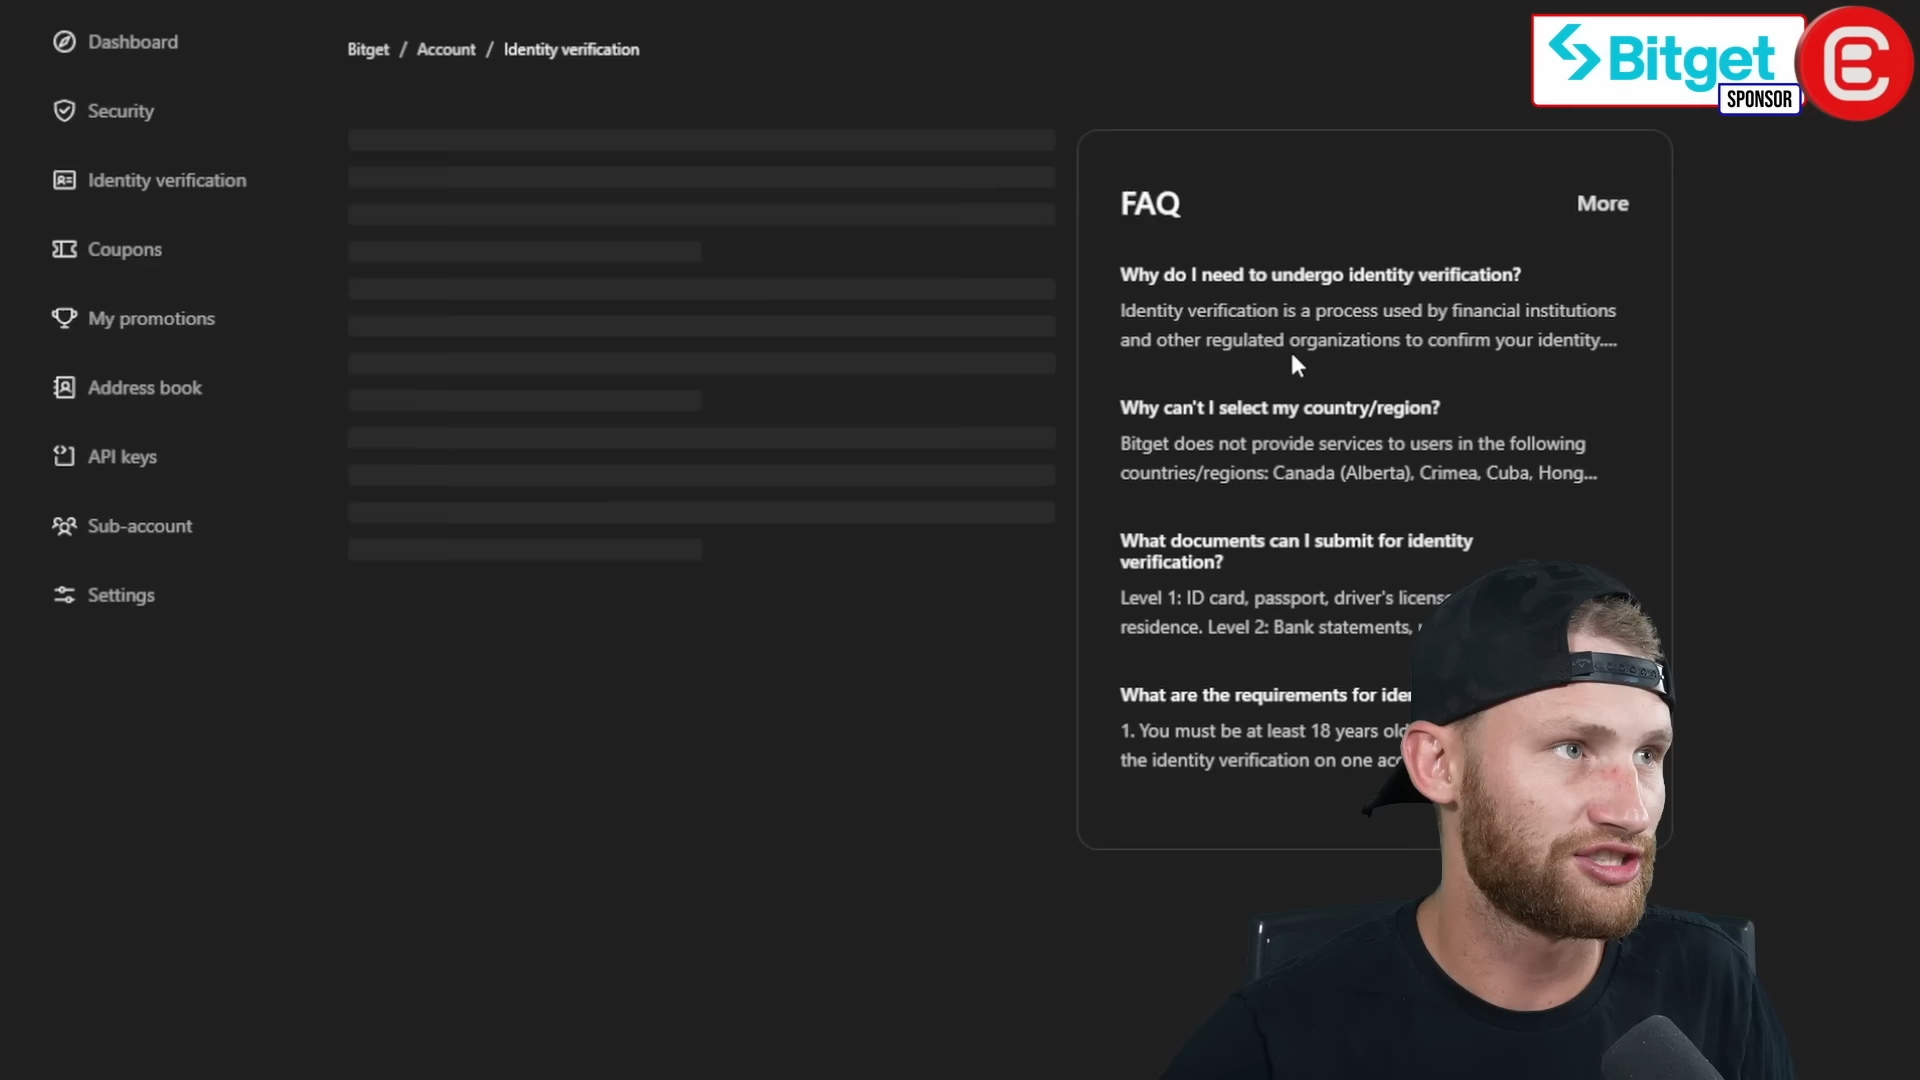 Dashboard
Security
Identity verification
Coupons
My promotions
Address book
API keys
Sub-account
Settings
Bitget / Account / Identity verification
Bitget
SPONSOR
FAQ
More
Why do I need to undergo identity verification?
Identity verification is a process used by financial institutions
and other regulated organizations to confirm your identity....
Why can't I select my country/region?
Bitget does not provide services to users in the following
countries/regions: Canada (Alberta), Crimea, Cuba, Hong...
What documents can I submit for identity
verification?
Level 1: ID card, passport, driver's license
residence. Level 2: Bank statements,
What are the requirements for
1. You must be at least 18 years old
the identity verification on one